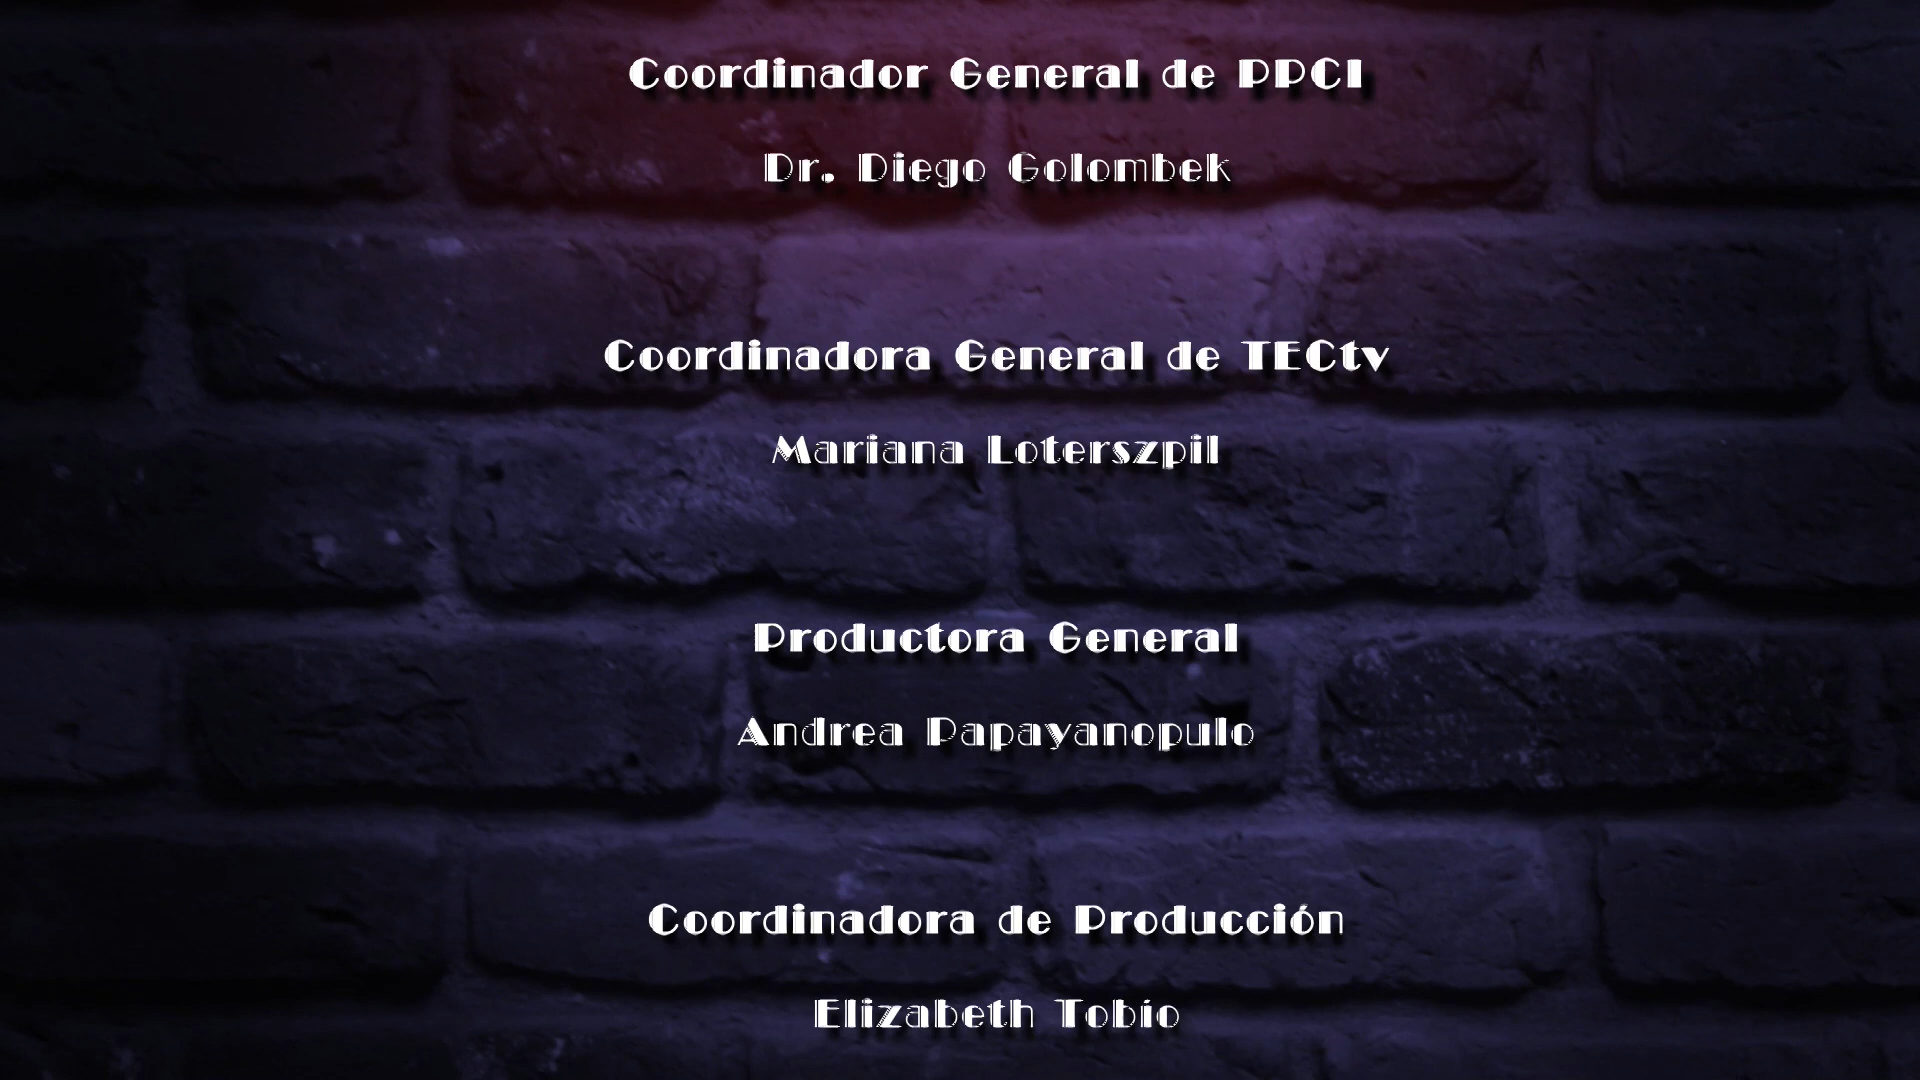 Coordinador General de PPCI
Dr. Diego Golombek
Coordinadora General de TECtv
Mariana Loterszpil
Productora General
Andrea Papayanopulo
Coordinadora de Producción
Elizabeth Tobío